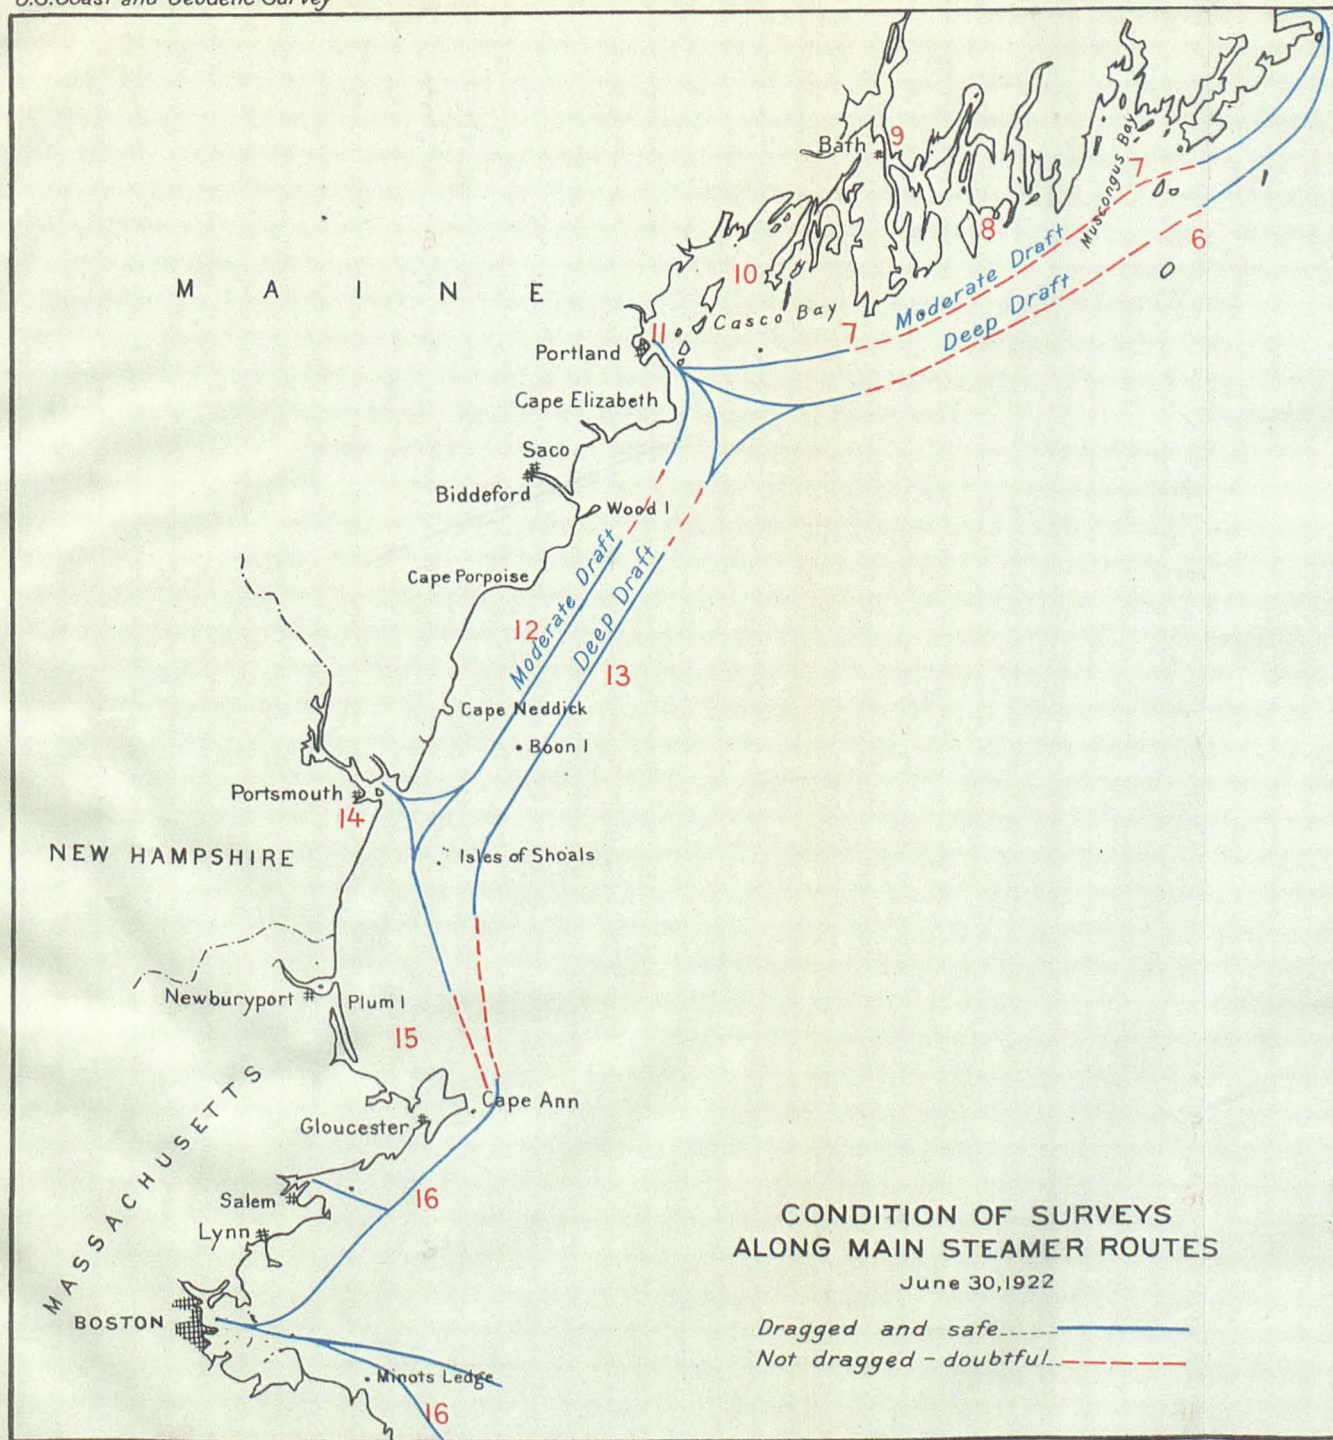 U.S. Coast and Geodetic Survey
Bath
9
Muscongus Bay
7
8
6
10
MAINE
Moderate Draft
Deep Draft
Casco Bay
7
11
Portland
Cape Elizabeth
Saco
Biddeford
Wood I
Cape Porpoise
Moderate Draft
Deep Draft
12
13
Cape Neddick
Boon I
Portsmouth
14
NEW HAMPSHIRE
Isles of Shoals
Newburyport
Plum I
15
Cape Ann
Gloucester
MASSACHUSETTS
Salem
16
Lynn
BOSTON
Minots Ledge
16
CONDITION OF SURVEYS
ALONG MAIN STEAMER ROUTES
June 30, 1922
Dragged and safe
Not dragged - doubtful